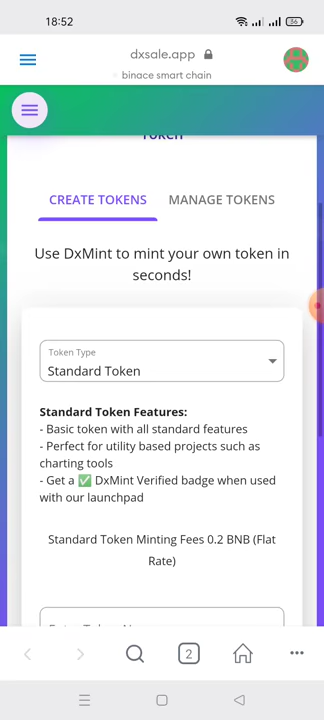 18:52
36
dxsale.app
binace smart chain
Token
CREATE TOKENS MANAGE TOKENS
Use DxMint to mint your own token in
seconds!
Token Type
Standard Token
Standard Token Features:
- Basic token with all standard features
- Perfect for utility based projects such as
charting tools
- Get a ✅ DxMint Verified badge when used
with our launchpad
Standard Token Minting Fees 0.2 BNB (Flat
Rate)
2